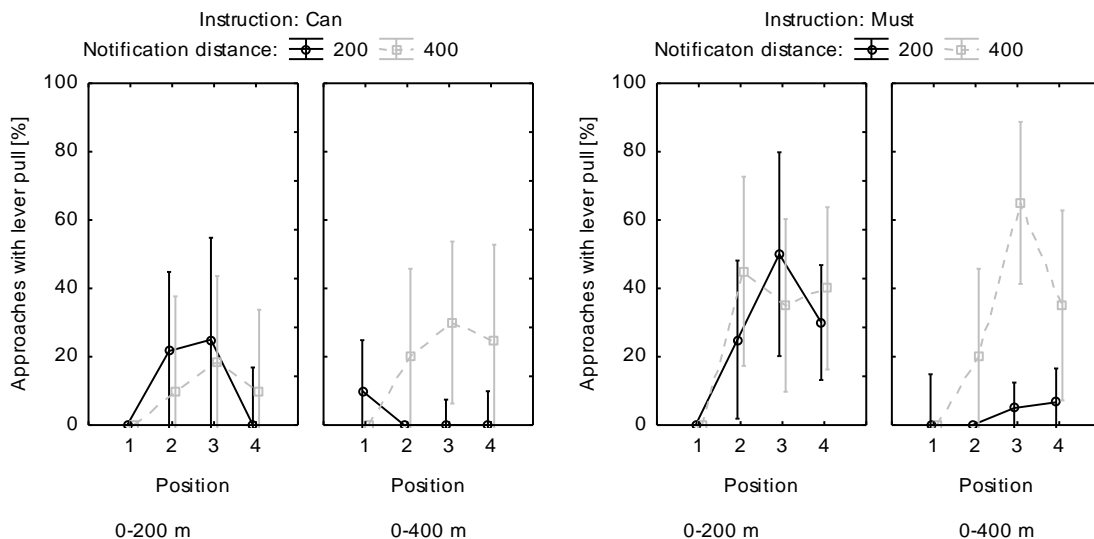 Instruction: Can
Notification distance: 200 400
Approaches with lever pull [%]
100
80
60
40
20
0
1 2 3 4
Position
0-200 m
1 2 3 4
Position
0-400 m
Instruction: Must
Notificaton distance: 200 400
Approaches with lever pull [%]
100
80
60
40
20
0
1 2 3 4
Position
0-200 m
1 2 3 4
Position
0-400 m